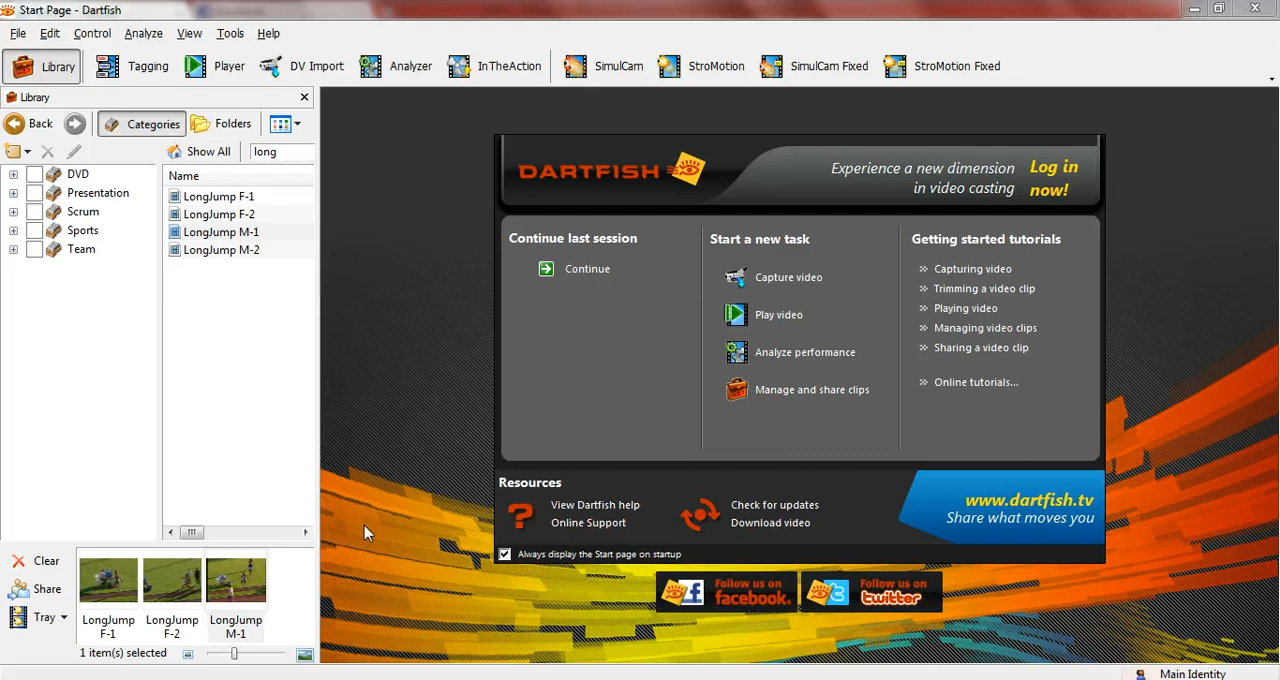 Start Page - Dartfish
File Edit Control Analyze View Tools Help
Library Tagging Player DV Import Analyzer InTheAction SimulCam StroMotion SimulCam Fixed StroMotion Fixed
Library
Back Categories Folders
Show All long
DVD
Presentation
Scrum
Sports
Team
Name
LongJump F-1
LongJump F-2
LongJump M-1
LongJump M-2
DARTFISH
Experience a new dimension
in video casting
Log in
now!
Continue last session
Continue
Start a new task
Capture video
Play video
Analyze performance
Manage and share clips
Getting started tutorials
Capturing video
Trimming a video clip
Playing video
Managing video clips
Sharing a video clip
Online tutorials...
Resources
View Dartfish help
Online Support
Check for updates
Download video
www.dartfish.tv
Share what moves you
Always display the Start page on startup
Follow us on
facebook.
Follow us on
twitter
Clear
Share
Tray
LongJump
F-1
LongJump
F-2
LongJump
M-1
1 item(s) selected
Main Identity